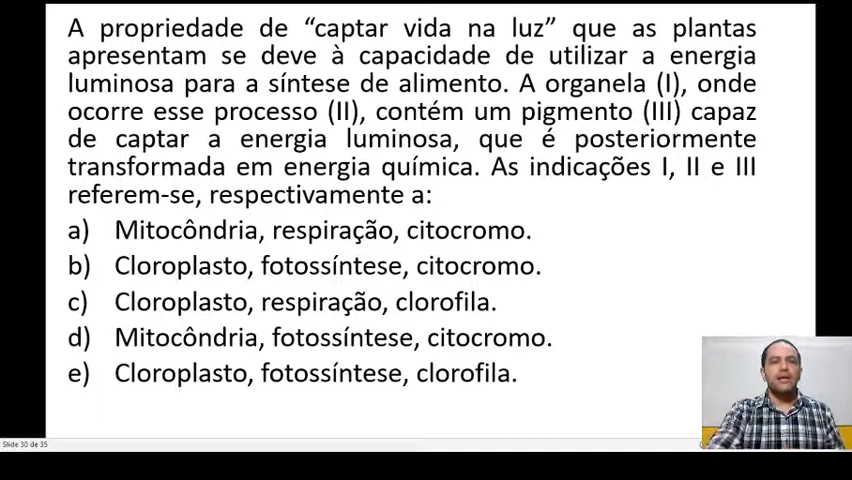 A propriedade de “captar vida na luz” que as plantas
apresentam se deve à capacidade de utilizar a energia
luminosa para a síntese de alimento. A organela (I), onde
ocorre esse processo (II), contém um pigmento (III) capaz
de captar a energia luminosa, que é posteriormente
transformada em energia química. As indicações I, II e III
referem-se, respectivamente a:
a) Mitocôndria, respiração, citocromo.
b) Cloroplasto, fotossíntese, citocromo.
c) Cloroplasto, respiração, clorofila.
d) Mitocôndria, fotossíntese, citocromo.
e) Cloroplasto, fotossíntese, clorofila.
Slide 30 de 35